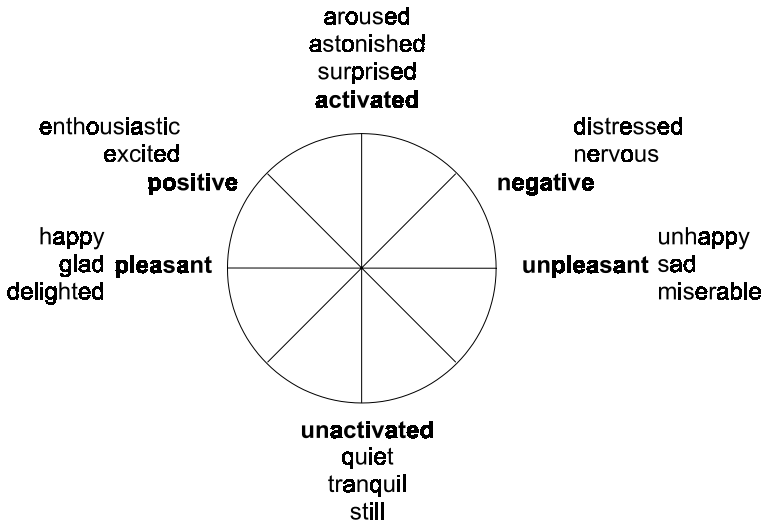 aroused
astonished
surprised
activated
enthousiastic
excited
positive
distressed
nervous
negative
happy
glad pleasant
delighted
unhappy
unpleasant sad
miserable
unactivated
quiet
tranquil
still